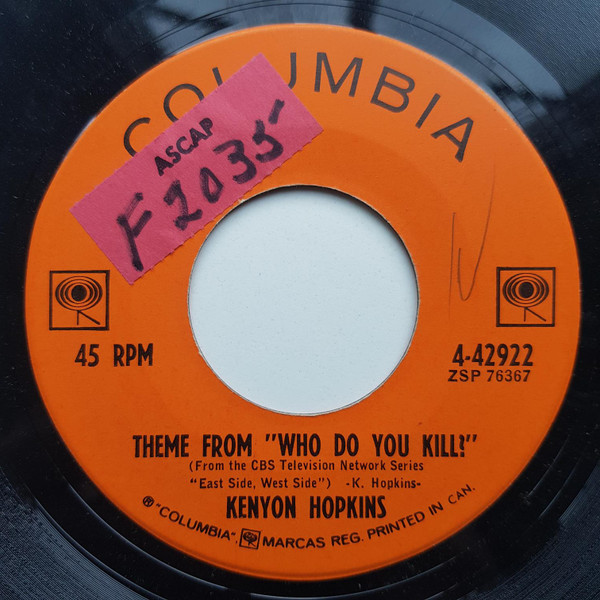 COLUMBIA
ASCAP
F2035
45 RPM
4-42922
ZSP 76367
THEME FROM "WHO DO YOU KILL?"
(From the CBS Television Network Series
"East Side, West Side") -K. Hopkins-
KENYON HOPKINS
® "COLUMBIA", MARCAS REG. PRINTED IN CAN.